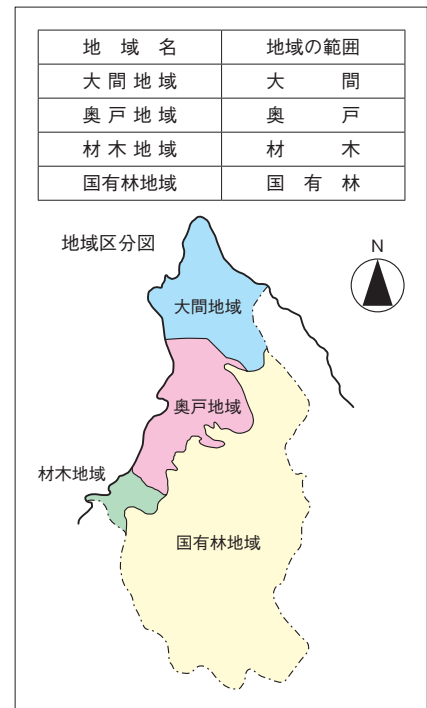 地域名 地域の範囲
大間地域 大間
奥戸地域 奥戸
材木地域 材木
国有林地域 国有林
地域区分図
N
大間地域
奥戸地域
材木地域
国有林地域